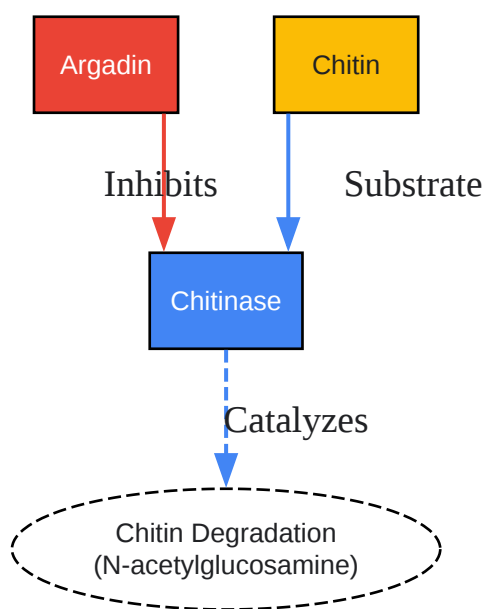 Argadin
Chitin
Inhibits
Substrate
Chitinase
Catalyzes
Chitin Degradation
(N-acetylglucosamine)